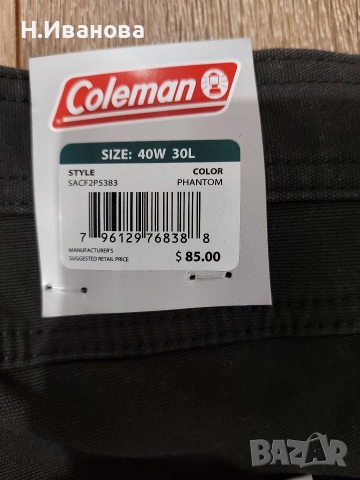 Н.Иванова
Coleman
SIZE: 40W 30L
STYLE COLOR
SACF2PS383 PHANTOM
7 96129 76838 8
MANUFACTURER'S
SUGGESTED RETAIL PRICE $ 85.00
BAZAR